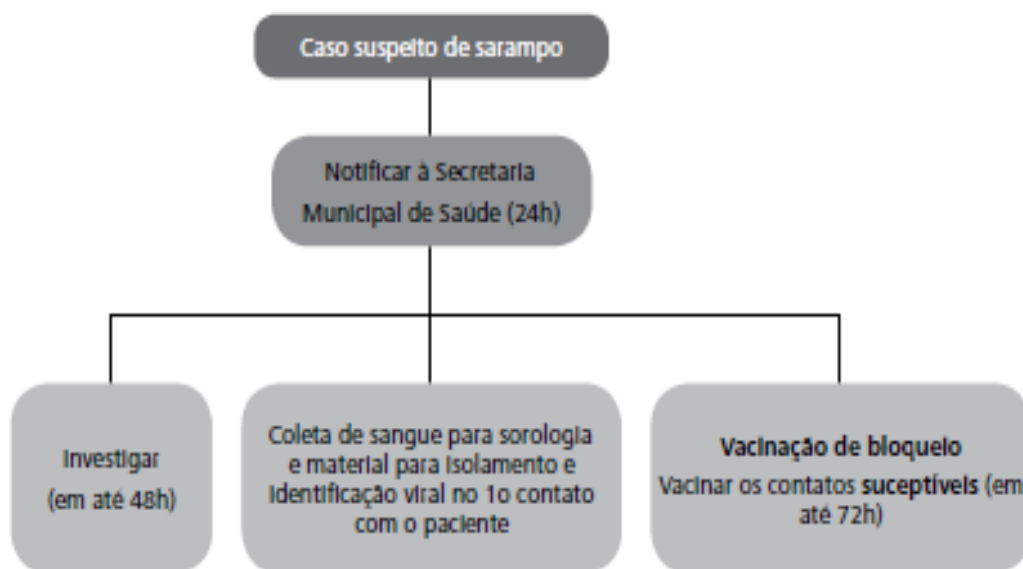 Caso suspeito de sarampo
Notificar à Secretaria
Municipal de Saúde (24h)
Investigar
(em até 48h)
Coleta de sangue para sorologia
e material para isolamento e
identificação viral no 1o contato
com o paciente
Vacinação de bloqueio
Vacinar os contatos suceptíveis (em
até 72h)